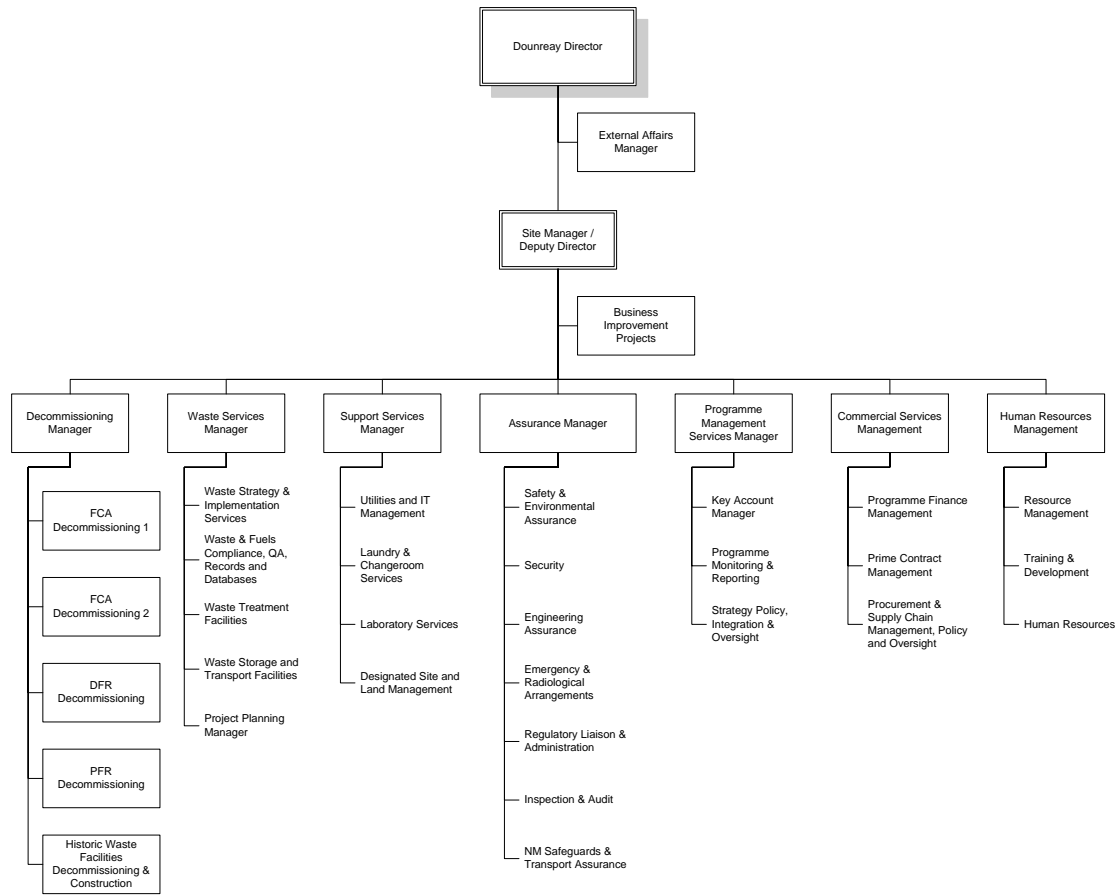 Dounreay Director
External Affairs
Manager
Site Manager /
Deputy Director
Business
Improvement
Projects
Decommissioning
Manager
FCA
Decommissioning 1
FCA
Decommissioning 2
DFR
Decommissioning
PFR
Decommissioning
Historic Waste
Facilities
Decommissioning &
Construction
Waste Services
Manager
Waste Strategy &
Implementation
Services
Waste & Fuels
Compliance, QA,
Records and
Databases
Waste Treatment
Facilities
Waste Storage and
Transport Facilities
Project Planning
Manager
Support Services
Manager
Utilities and IT
Management
Laundry &
Changeroom
Services
Laboratory Services
Designated Site and
Land Management
Assurance Manager
Safety &
Environmental
Assurance
Security
Engineering
Assurance
Emergency &
Radiological
Arrangements
Regulatory Liaison &
Administration
Inspection & Audit
NM Safeguards &
Transport Assurance
Programme
Management
Services Manager
Key Account
Manager
Programme
Monitoring &
Reporting
Strategy Policy,
Integration &
Oversight
Commercial Services
Management
Programme Finance
Management
Prime Contract
Management
Procurement &
Supply Chain
Management, Policy
and Oversight
Human Resources
Management
Resource
Management
Training &
Development
Human Resources